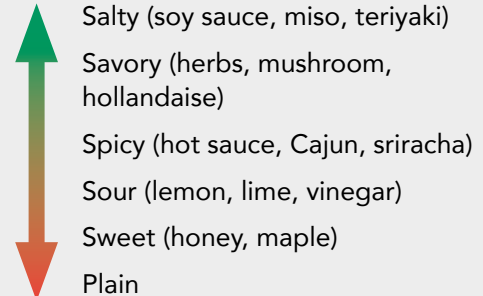 Salty (soy sauce, miso, teriyaki)
Savory (herbs, mushroom,
hollandaise)
Spicy (hot sauce, Cajun, sriracha)
Sour (lemon, lime, vinegar)
Sweet (honey, maple)
Plain